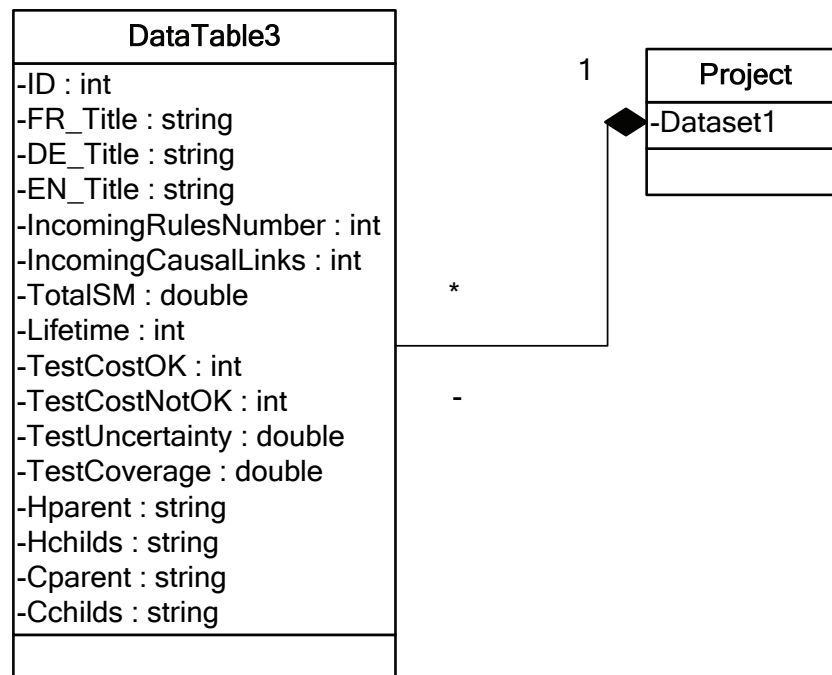 DataTable3
-ID : int
-FR_Title : string
-DE_Title : string
-EN_Title : string
-IncomingRulesNumber : int
-IncomingCausalLinks : int
-TotalSM : double
-Lifetime : int
-TestCostOK : int
-TestCostNotOK : int
-TestUncertainty : double
-TestCoverage : double
-Hparent : string
-Hchilds : string
-Cparent : string
-Cchilds : string
*
-
1
Project
-Dataset1